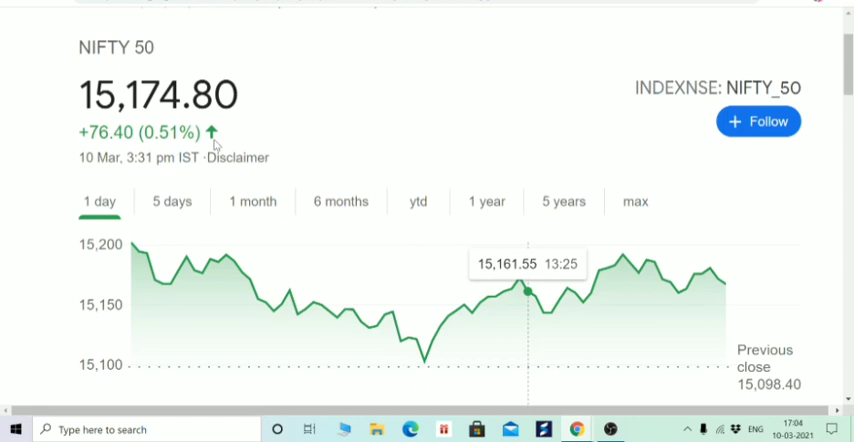 NIFTY 50
15,174.80
INDEXNSE: NIFTY_50
+76.40 (0.51%)
+ Follow
10 Mar, 3:31 pm IST ·Disclaimer
1 day 5 days 1 month 6 months ytd 1 year 5 years max
15,200
15,161.55 13:25
15,150
15,100
Previous
close
15,098.40
Type here to search
ENG
17:04
10-03-2021